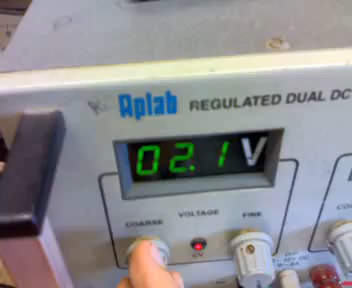 Aplab REGULATED DUAL DC
02.1 V
VOLTAGE
COARSE FINE
CV